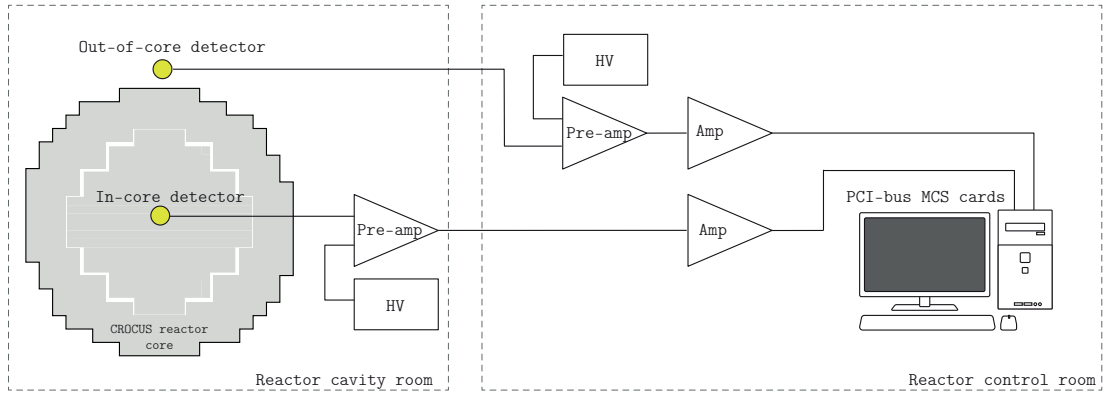 Out-of-core detector
HV
Pre-amp
Amp
In-core detector
PCI-bus MCS cards
Pre-amp
Amp
HV
CROCUS reactor
core
Reactor cavity room
Reactor control room